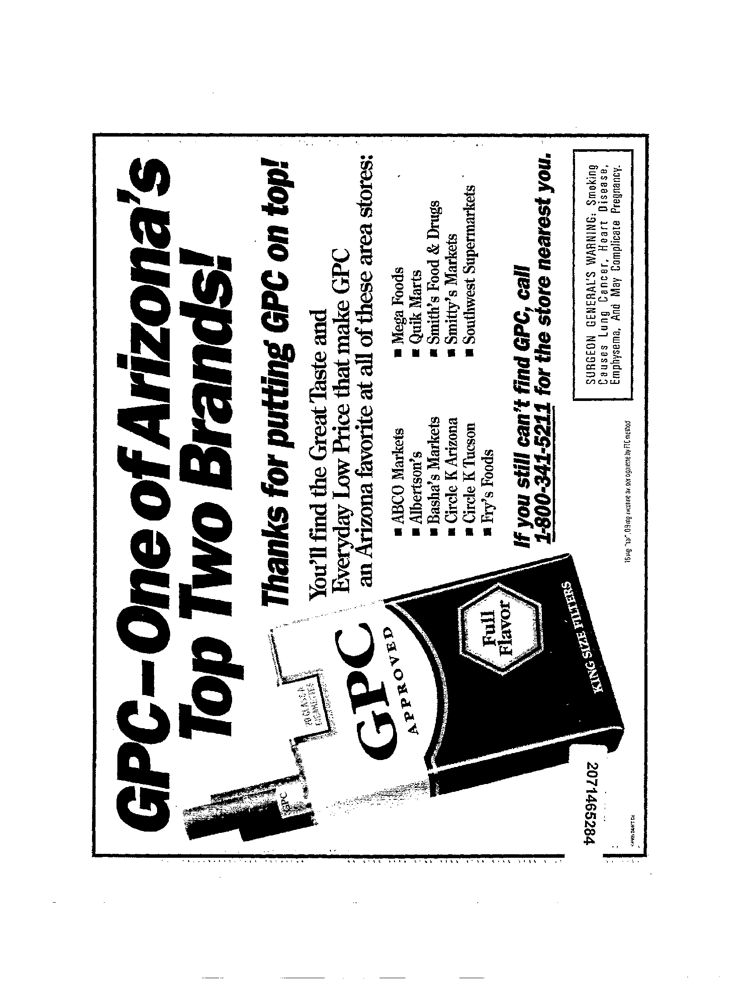 GPC–One of Arizona's
Top Two Brands!
Thanks for putting GPC on top!
You'll find the Great Taste and
Everyday Low Price that make GPC
an Arizona favorite at all of these area stores:
■ ABCO Markets
■ Albertson's
■ Basha's Markets
■ Circle K Arizona
■ Circle K Tucson
■ Fry's Foods
■ Mega Foods
■ Quik Marts
■ Smith's Food & Drugs
■ Smitty's Markets
■ Southwest Supermarkets
If you still can't find GPC, call
1-800-341-5211 for the store nearest you.
GPC
20 CLASS A
CIGARETTES
GPC
APPROVED
Full
Flavor
KING SIZE FILTERS
SURGEON GENERAL'S WARNING: Smoking
Causes Lung Cancer, Heart Disease,
Emphysema, And May Complicate Pregnancy.
mg "tar", mg nicotine av per cigarette by FTC method
2071465284